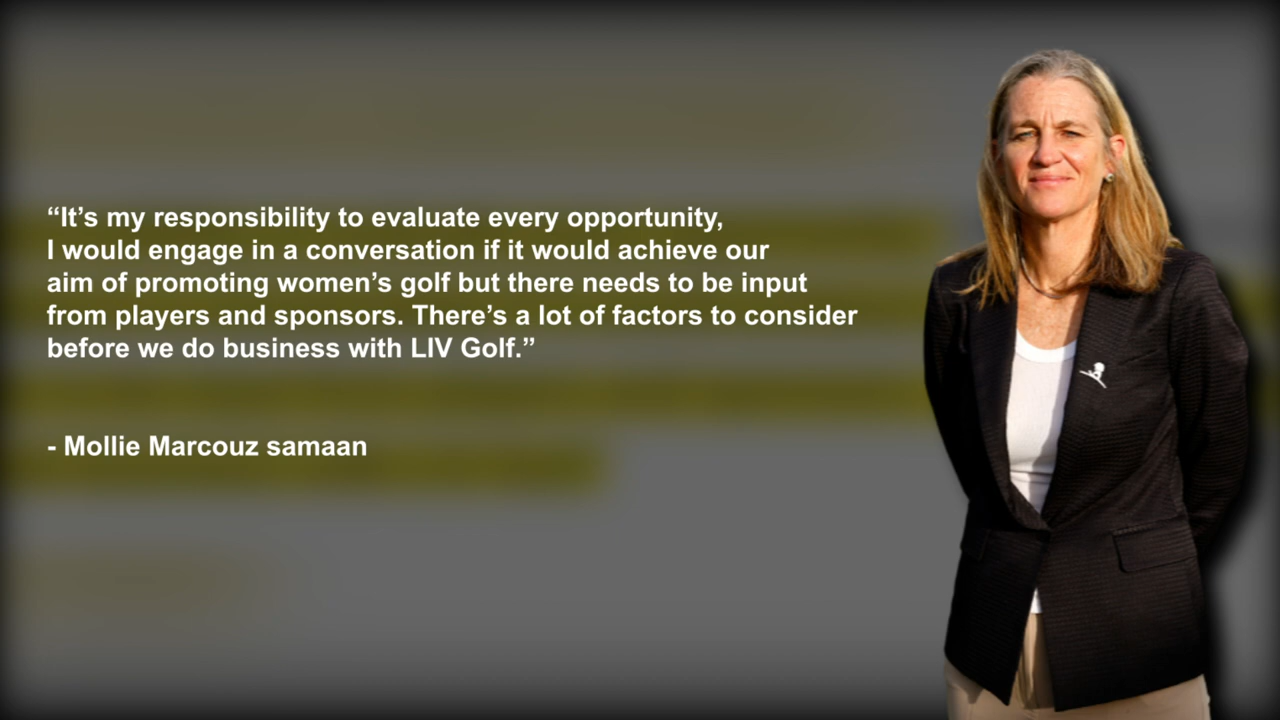 “It’s my responsibility to evaluate every opportunity,
I would engage in a conversation if it would achieve our
aim of promoting women’s golf but there needs to be input
from players and sponsors. There’s a lot of factors to consider
before we do business with LIV Golf.”
- Mollie Marcouz samaan